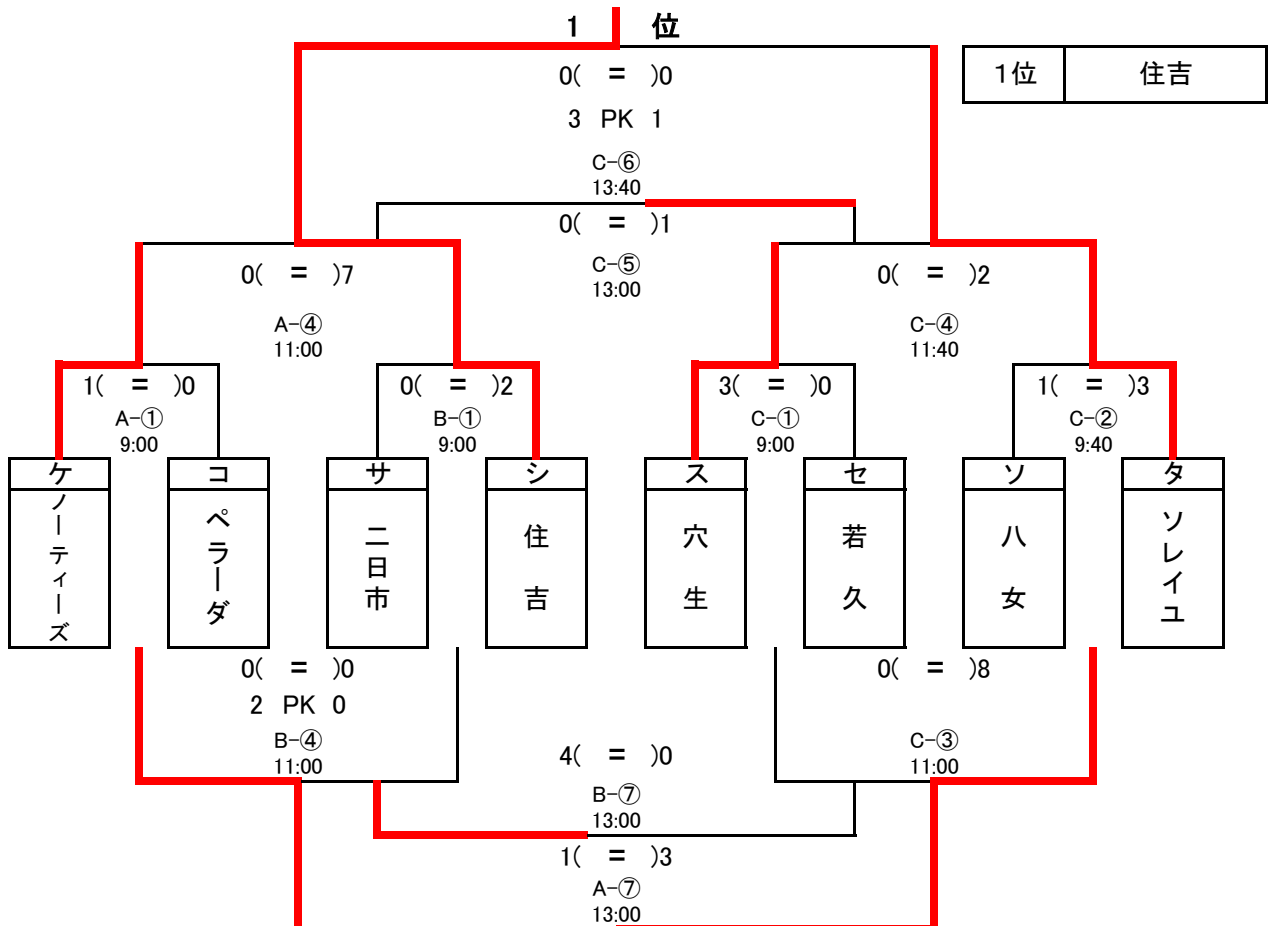 1 位
1位 住吉
0( = )0
3 PK 1
C-⑥
13:40
0( = )1
C-⑤
13:00
0( = )7
0( = )2
A-④
11:00
C-④
11:40
1( = )0
0( = )2
3( = )0
1( = )3
A-①
9:00
B-①
9:00
C-①
9:00
C-②
9:40
ケ
コ
サ
シ
ス
セ
ソ
タ
ノーティーズ
ペラーダ
二日市
住吉
穴生
若久
八女
ソレイユ
0( = )0
2 PK 0
0( = )8
B-④
11:00
C-③
11:00
4( = )0
B-⑦
13:00
1( = )3
A-⑦
13:00